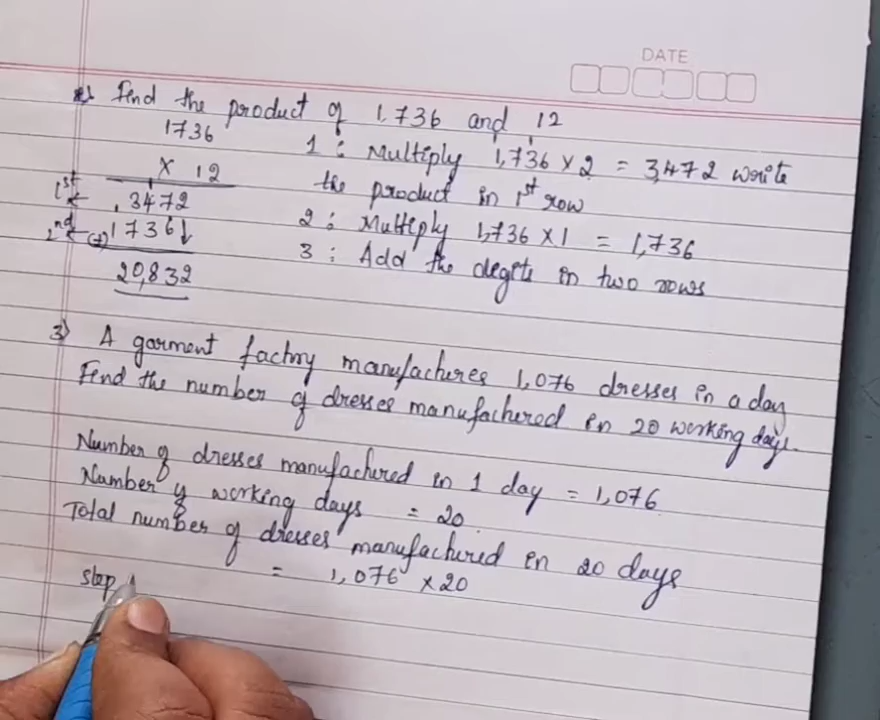 DATE
Find the product of 1,736 and 12
1736
× 12
1st ← 3472
2nd ← (+) 1736↓
20,832
1 : Multiply 1,736 × 2 = 3,472 write
the product in 1st row
2 : Multiply 1,736 × 1 = 1,736
3 : Add the degits in two rows
3) A garment factory manufactures 1,076 dresses in a day
Find the number of dresses manufactured in 20 working days.
Number of dresses manufactured in 1 day = 1,076
Number of working days = 20
Total number of dresses manufactured in 20 days
= 1,076 × 20
step